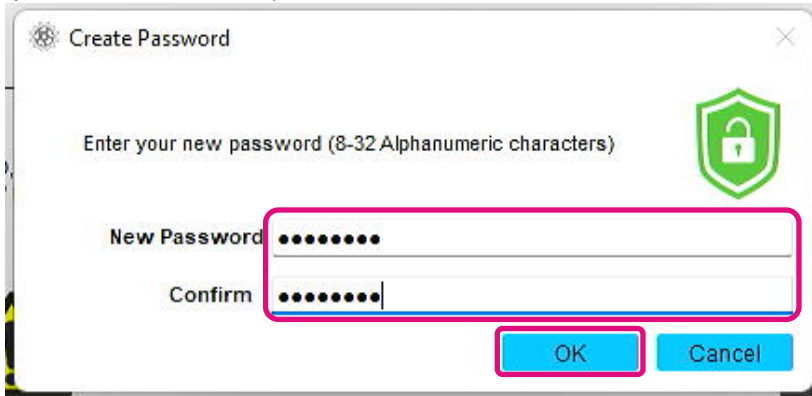 Create Password
Enter your new password (8-32 Alphanumeric characters)
New Password ●●●●●●●●
Confirm ●●●●●●●●
OK Cancel